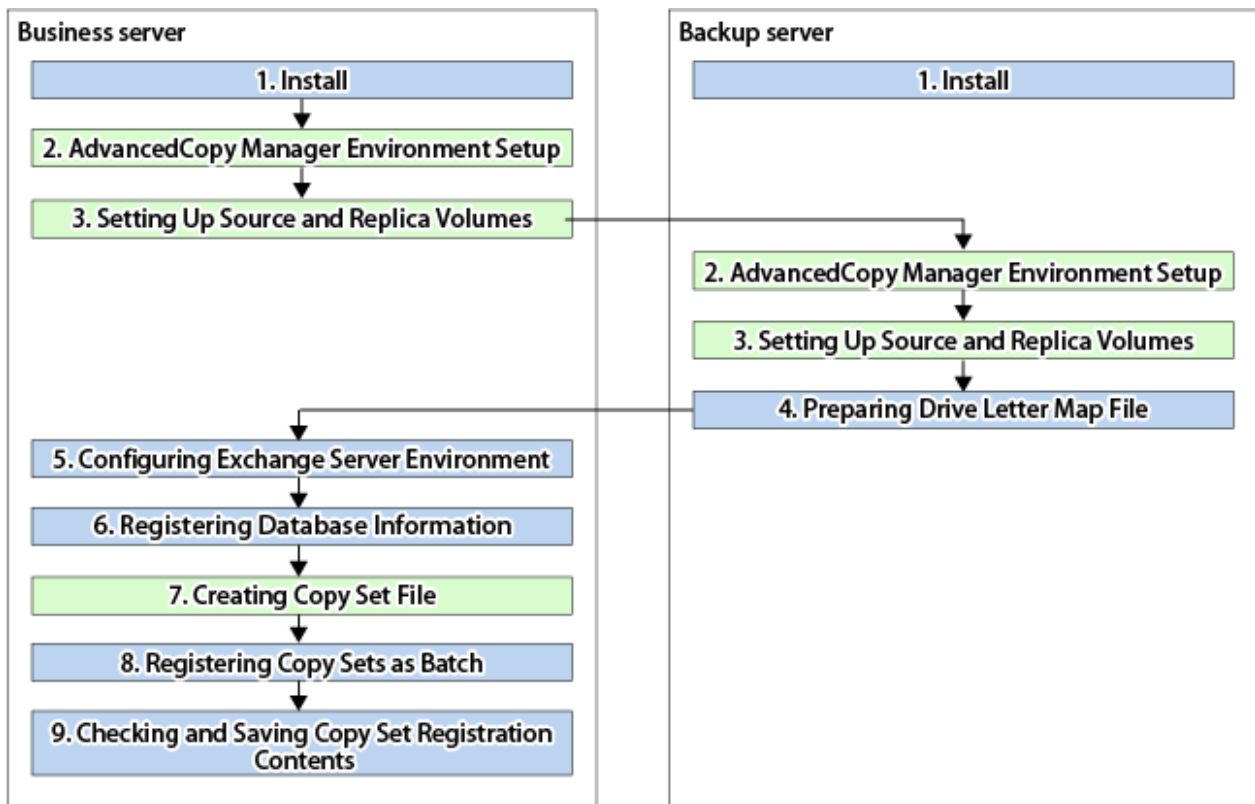 Business server
1. Install
2. AdvancedCopy Manager Environment Setup
3. Setting Up Source and Replica Volumes
5. Configuring Exchange Server Environment
6. Registering Database Information
7. Creating Copy Set File
8. Registering Copy Sets as Batch
9. Checking and Saving Copy Set Registration
Contents
Backup server
1. Install
2. AdvancedCopy Manager Environment Setup
3. Setting Up Source and Replica Volumes
4. Preparing Drive Letter Map File